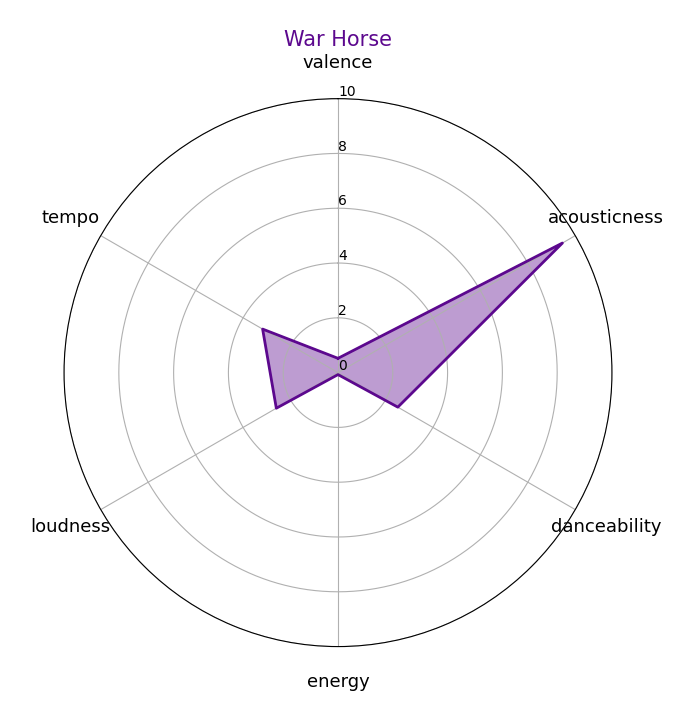 War Horse
valence
10
8
tempo
6
acousticness
4
2
0
loudness
danceability
energy